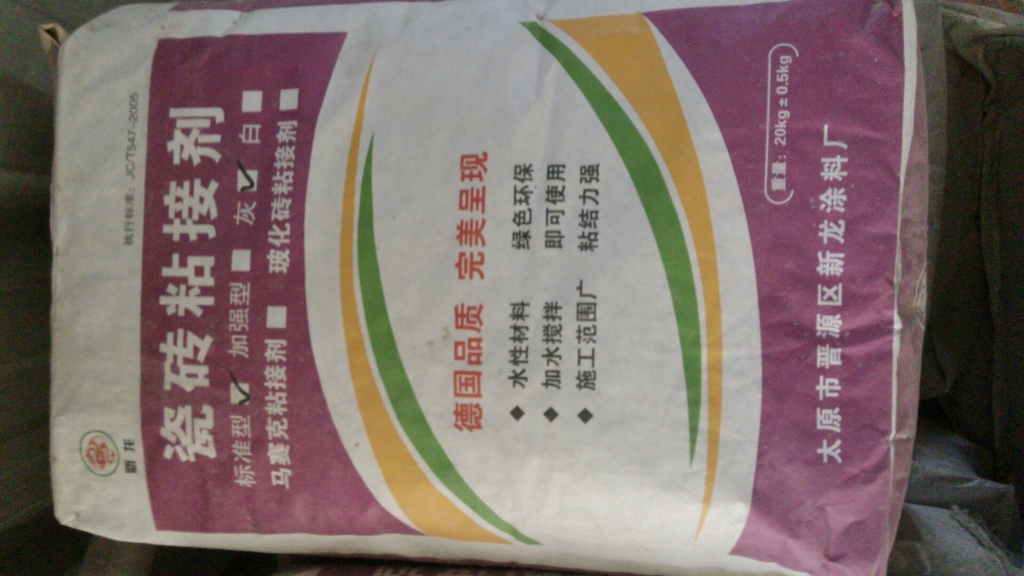 新龙
执行标准：JC/T547-2005
瓷砖粘接剂
标准型 ✓ 加强型 灰 ✓ 白
马赛克粘接剂 玻化砖粘接剂
德国品质 完美呈现
◆ 水性材料 绿色环保
◆ 加水搅拌 即可使用
◆ 施工范围广 粘结力强
重量：20kg±0.5kg
太原市晋源区新龙涂料厂